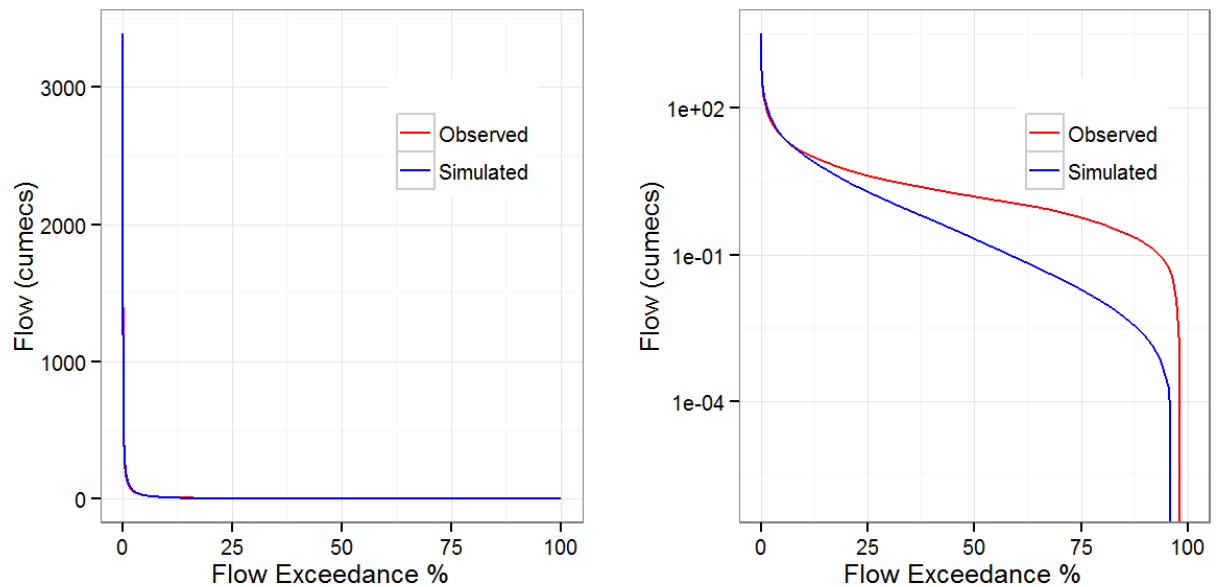 Flow (cumecs)
3000
2000
1000
0
Observed
Simulated
0 25 50 75 100
Flow Exceedance %
Flow (cumecs)
1e+02
1e-01
1e-04
Observed
Simulated
0 25 50 75 100
Flow Exceedance %